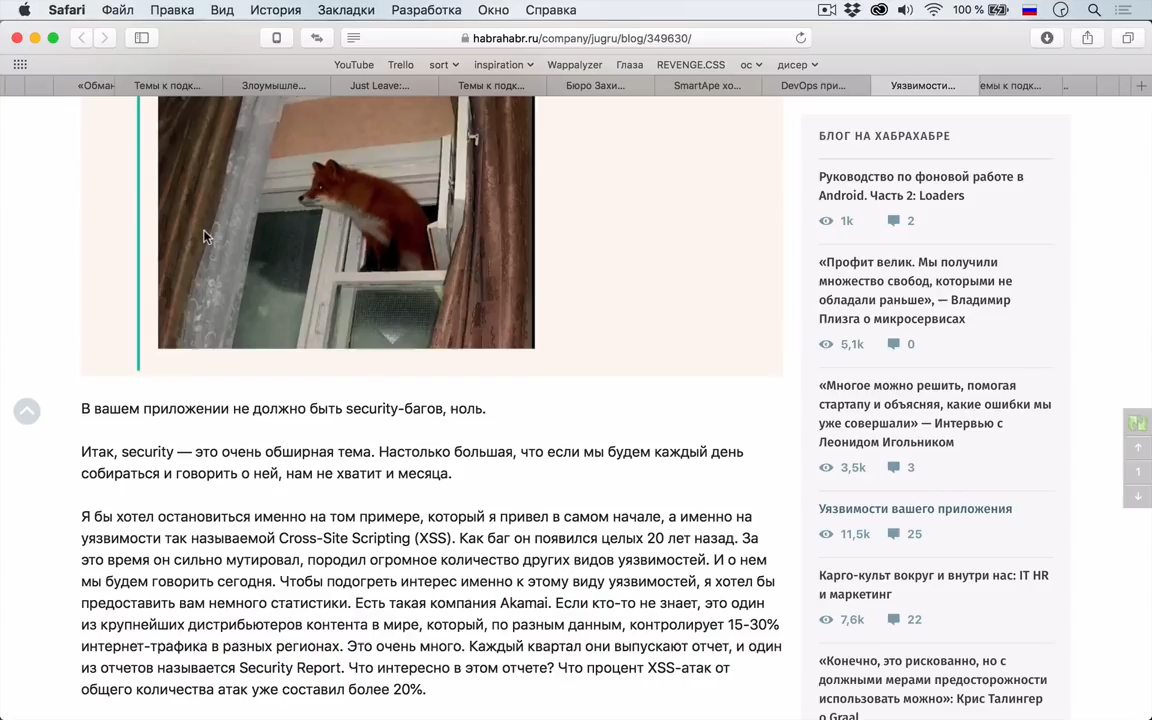 Safari Файл Правка Вид История Закладки Разработка Окно Справка 100 %
habrahabr.ru/company/jugru/blog/349630/
YouTube Trello sort inspiration Wappalyzer Глаза REVENGE.CSS ос дисер
«Обман Темы к подк... Злоумышле... Just Leave:... Темы к подк... Бюро Захи... SmartApe хо... DevOps при... Уязвимости... емы к подк... ..
В вашем приложении не должно быть security-багов, ноль.
Итак, security — это очень обширная тема. Настолько большая, что если мы будем каждый день
собираться и говорить о ней, нам не хватит и месяца.
Я бы хотел остановиться именно на том примере, который я привел в самом начале, а именно на
уязвимости так называемой Cross-Site Scripting (XSS). Как баг он появился целых 20 лет назад. За
это время он сильно мутировал, породил огромное количество других видов уязвимостей. И о нем
мы будем говорить сегодня. Чтобы подогреть интерес именно к этому виду уязвимостей, я хотел бы
предоставить вам немного статистики. Есть такая компания Akamai. Если кто-то не знает, это один
из крупнейших дистрибьютеров контента в мире, который, по разным данным, контролирует 15-30%
интернет-трафика в разных регионах. Это очень много. Каждый квартал они выпускают отчет, и один
из отчетов называется Security Report. Что интересно в этом отчете? Что процент XSS-атак от
общего количества атак уже составил более 20%.
БЛОГ НА ХАБРАХАБРЕ
Руководство по фоновой работе в
Android. Часть 2: Loaders
1k 2
«Профит велик. Мы получили
множество свобод, которыми не
обладали раньше», — Владимир
Плизга о микросервисах
5,1k 0
«Многое можно решить, помогая
стартапу и объясняя, какие ошибки мы
уже совершали» — Интервью с
Леонидом Игольником
3,5k 3
Уязвимости вашего приложения
11,5k 25
Карго-культ вокруг и внутри нас: IT HR
и маркетинг
7,6k 22
«Конечно, это рискованно, но с
должными мерами предосторожности
использовать можно»: Крис Талингер
о Graal
1